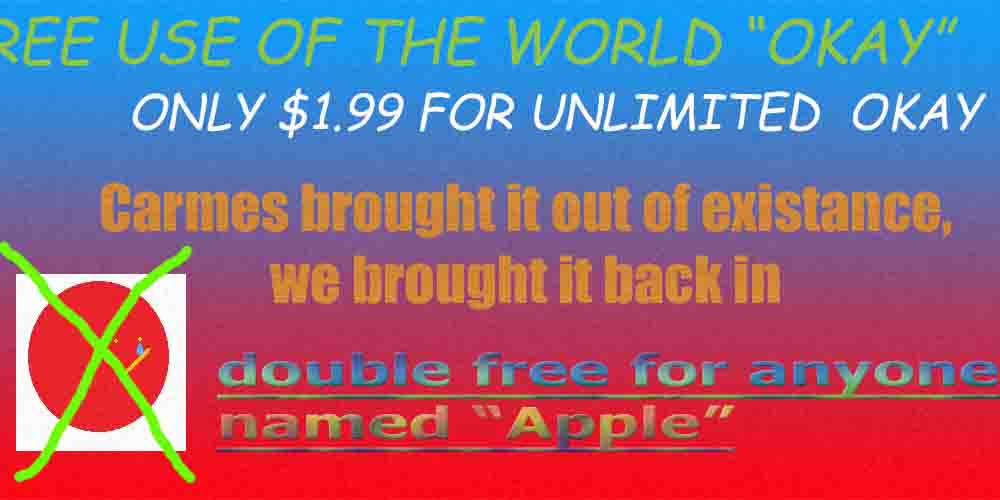 REE USE OF THE WORLD “OKAY”
ONLY $1.99 FOR UNLIMITED OKAY
Carmes brought it out of existance,
we brought it back in
double free for anyone
named “Apple”